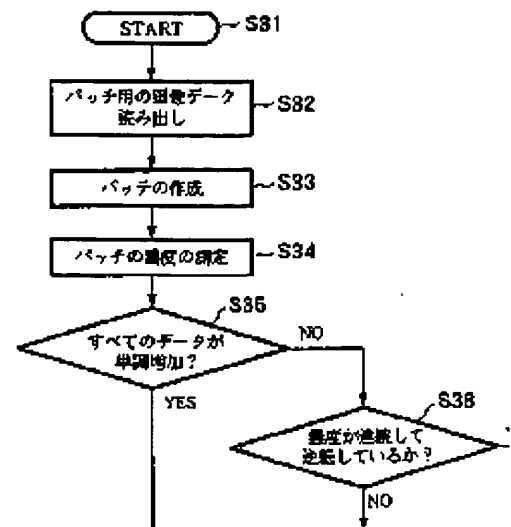 START
S31
パッチ用の画像データ
読み出し
S32
パッチの作成
S33
パッチの濃度の測定
S34
すべてのデータが
単調増加？
S35
NO
YES
濃度が連続して
逆転しているか？
S36
NO